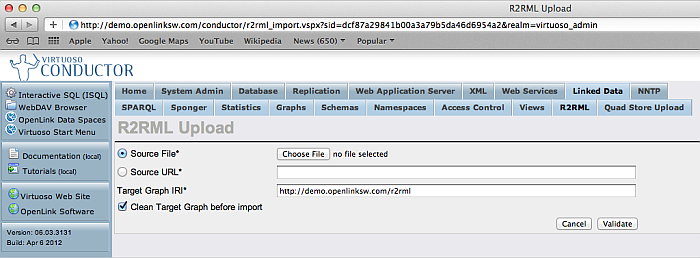 R2RML Upload
http://demo.openlinksw.com/conductor/r2rml_import.vspx?sid=dcf87a29841b00a3a79b5da46d6954a2&realm=virtuoso_admin
Apple Yahoo! Google Maps YouTube Wikipedia News (650) Popular
VIRTUOSO
CONDUCTOR
Interactive SQL (ISQL)
WebDAV Browser
OpenLink Data Spaces
Virtuoso Start Menu
Documentation (local)
Tutorials (local)
Virtuoso Web Site
OpenLink Software
Version: 06.03.3131
Build: Apr 6 2012
Home System Admin Database Replication Web Application Server XML Web Services Linked Data NNTP
SPARQL Sponger Statistics Graphs Schemas Namespaces Access Control Views R2RML Quad Store Upload
R2RML Upload
Source File* Choose File no file selected
Source URL*
Target Graph IRI* http://demo.openlinksw.com/r2rml
Clean Target Graph before import
Cancel Validate